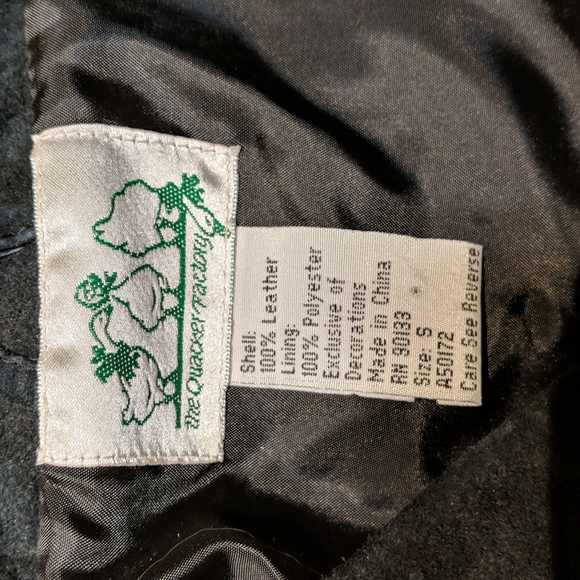 the Quacker Factory
Shell:
100% Leather
Lining:
100% Polyester
Exclusive of
Decorations
Made in China
RN 90133
Size: S
A50172
Care See Reverse